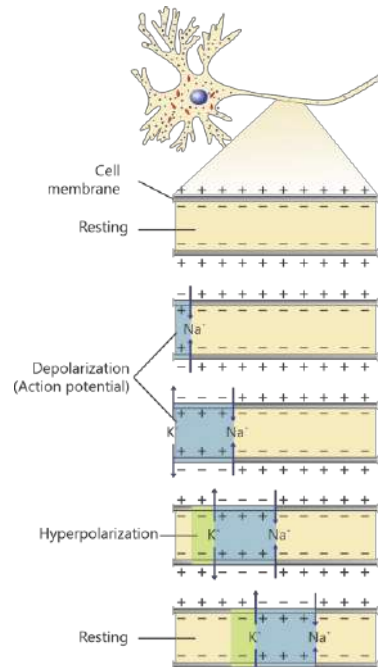 Cell
membrane
+ + + + + + + + +
− − − − − − − − −
Resting
− − − − − − − − −
+ + + + + + + + +
Na⁺
Depolarization
(Action potential)
K Na⁺
Hyperpolarization
K⁺ Na⁺
Resting
K⁺ Na⁺